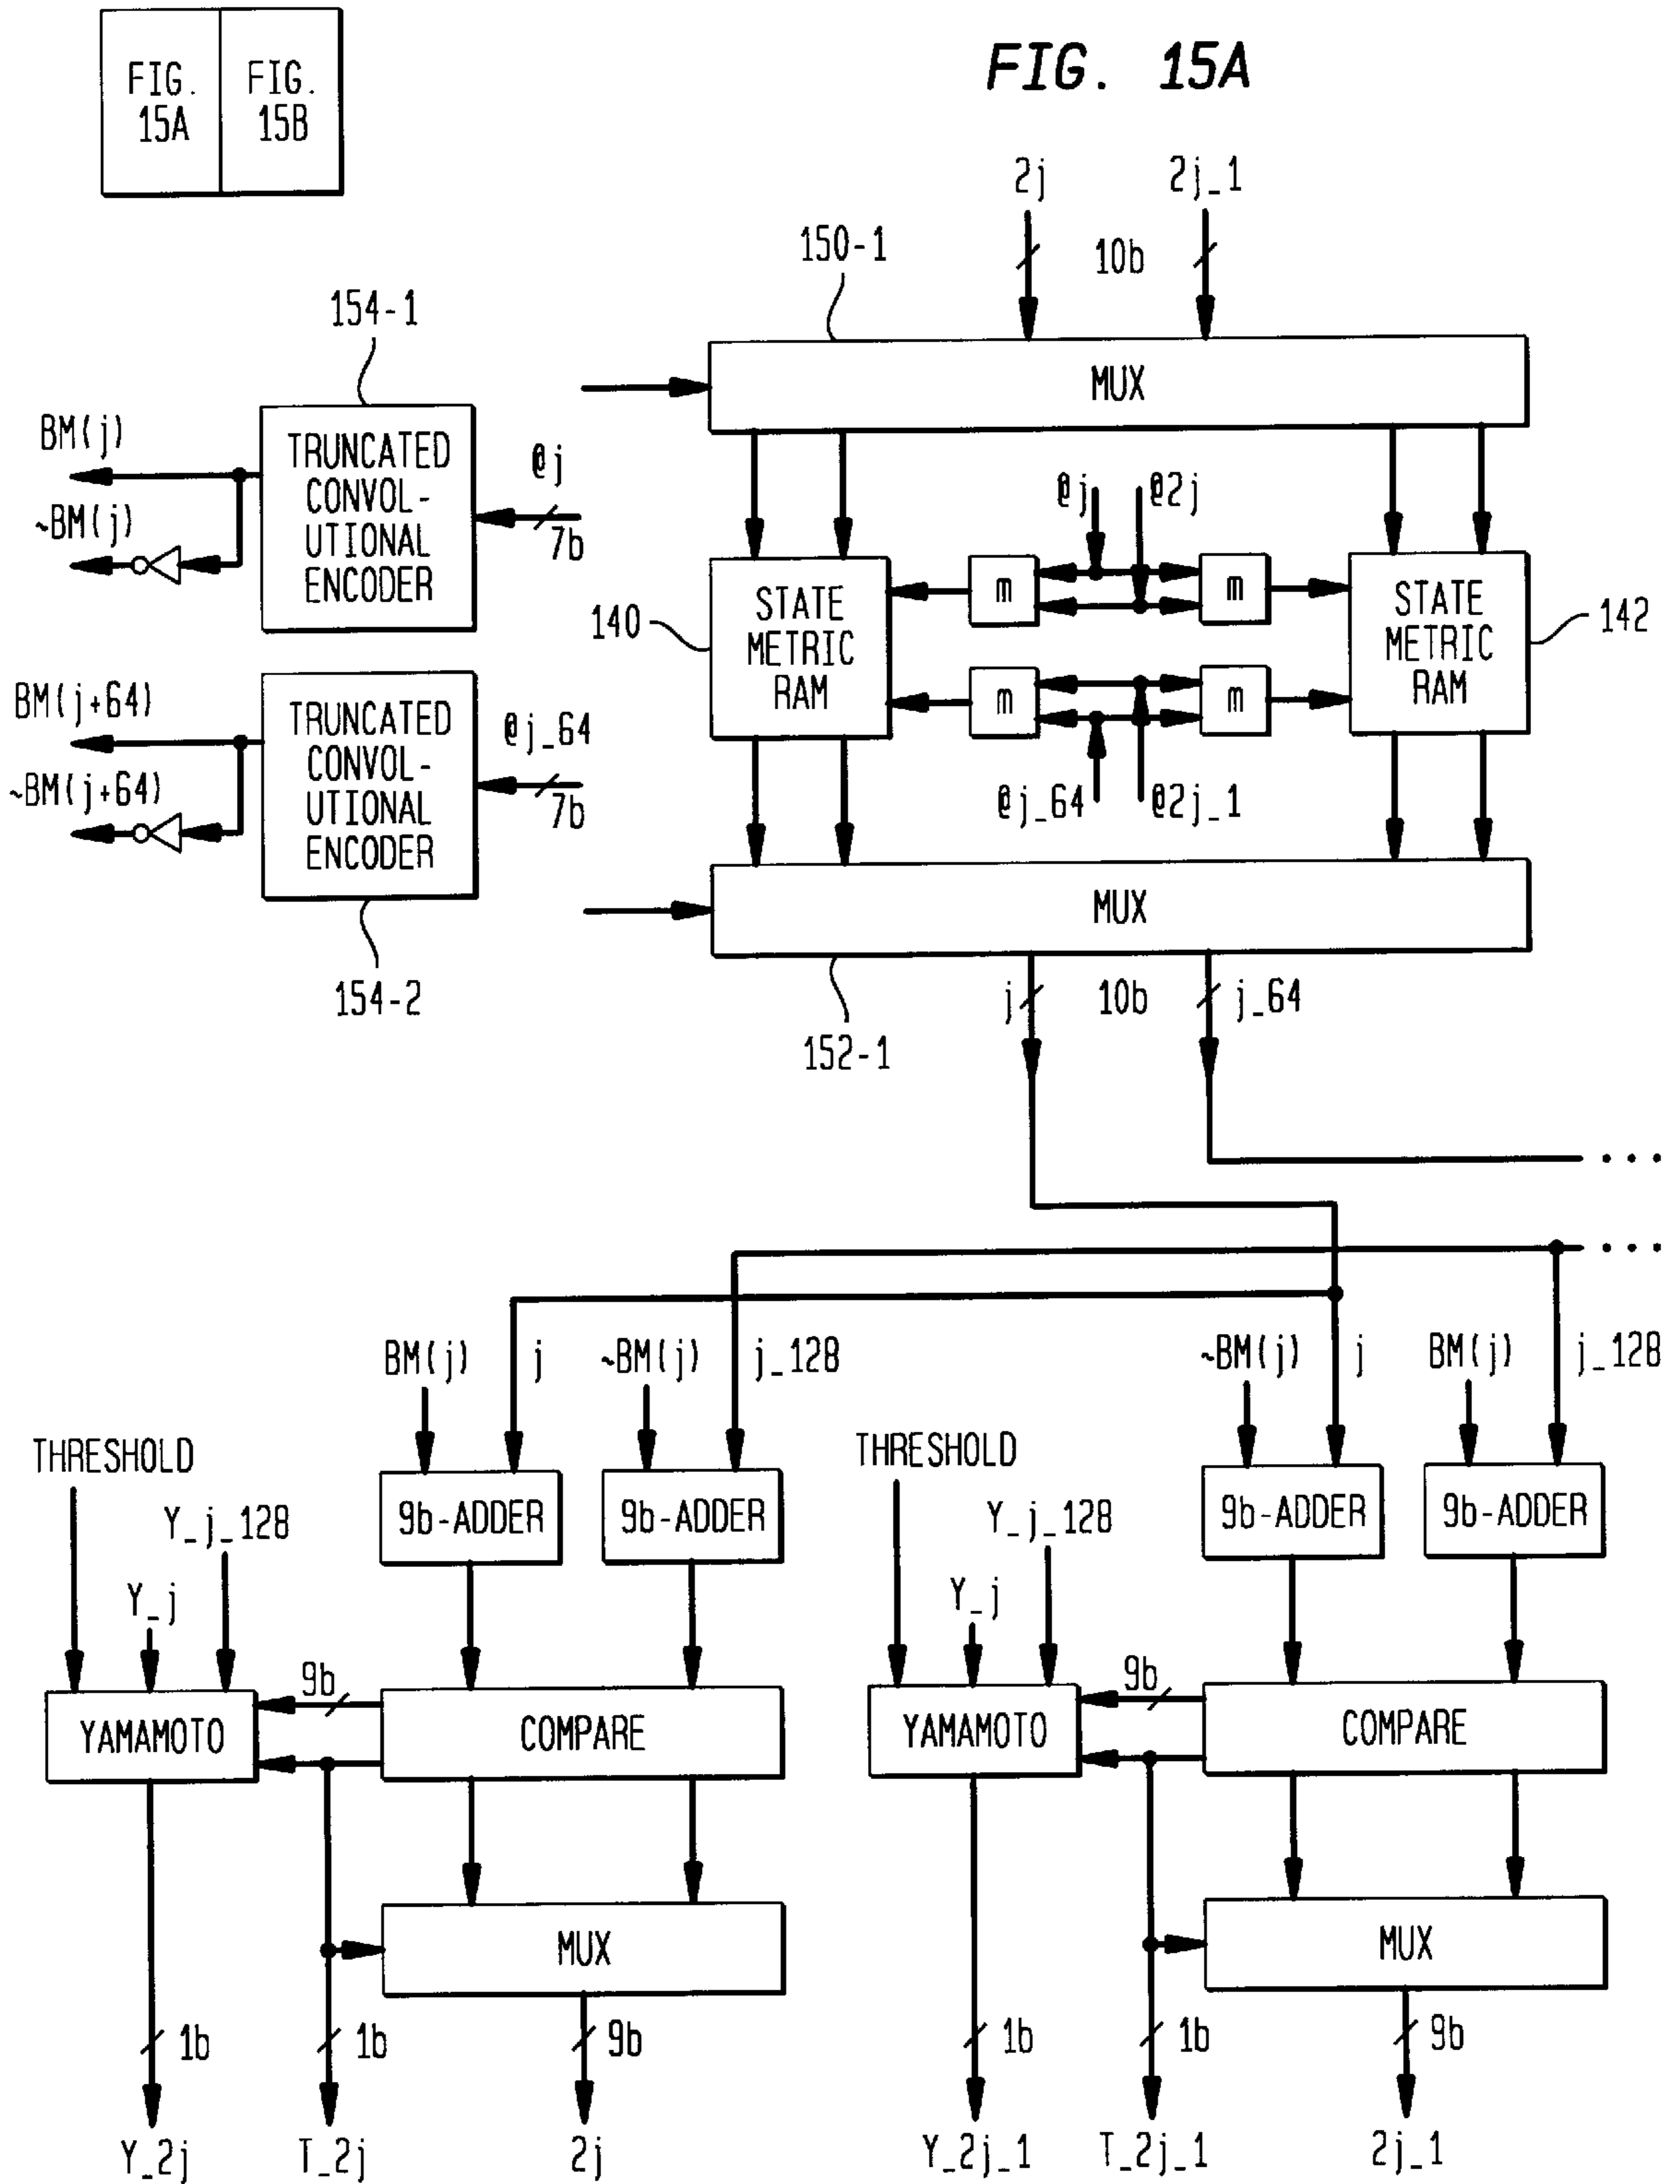 FIG. 15A
FIG. 15A
FIG. 15B
2j
2j_1
10b
150-1
MUX
154-1
BM(j)
~BM(j)
TRUNCATED
CONVOL-
UTIONAL
ENCODER
@j
7b
@j
@2j
140
STATE
METRIC
RAM
m
m
STATE
METRIC
RAM
142
BM(j+64)
~BM(j+64)
TRUNCATED
CONVOL-
UTIONAL
ENCODER
@j_64
7b
m
m
@j_64
@2j_1
154-2
MUX
152-1
j
10b
j_64
...
...
BM(j)
j
~BM(j)
j_128
~BM(j)
j
BM(j)
j_128
THRESHOLD
Y_j_128
Y_j
9b-ADDER
9b-ADDER
THRESHOLD
Y_j_128
Y_j
9b-ADDER
9b-ADDER
YAMAMOTO
9b
COMPARE
YAMAMOTO
9b
COMPARE
MUX
MUX
1b
1b
9b
1b
1b
9b
Y_2j
T_2j
2j
Y_2j_1
T_2j_1
2j_1